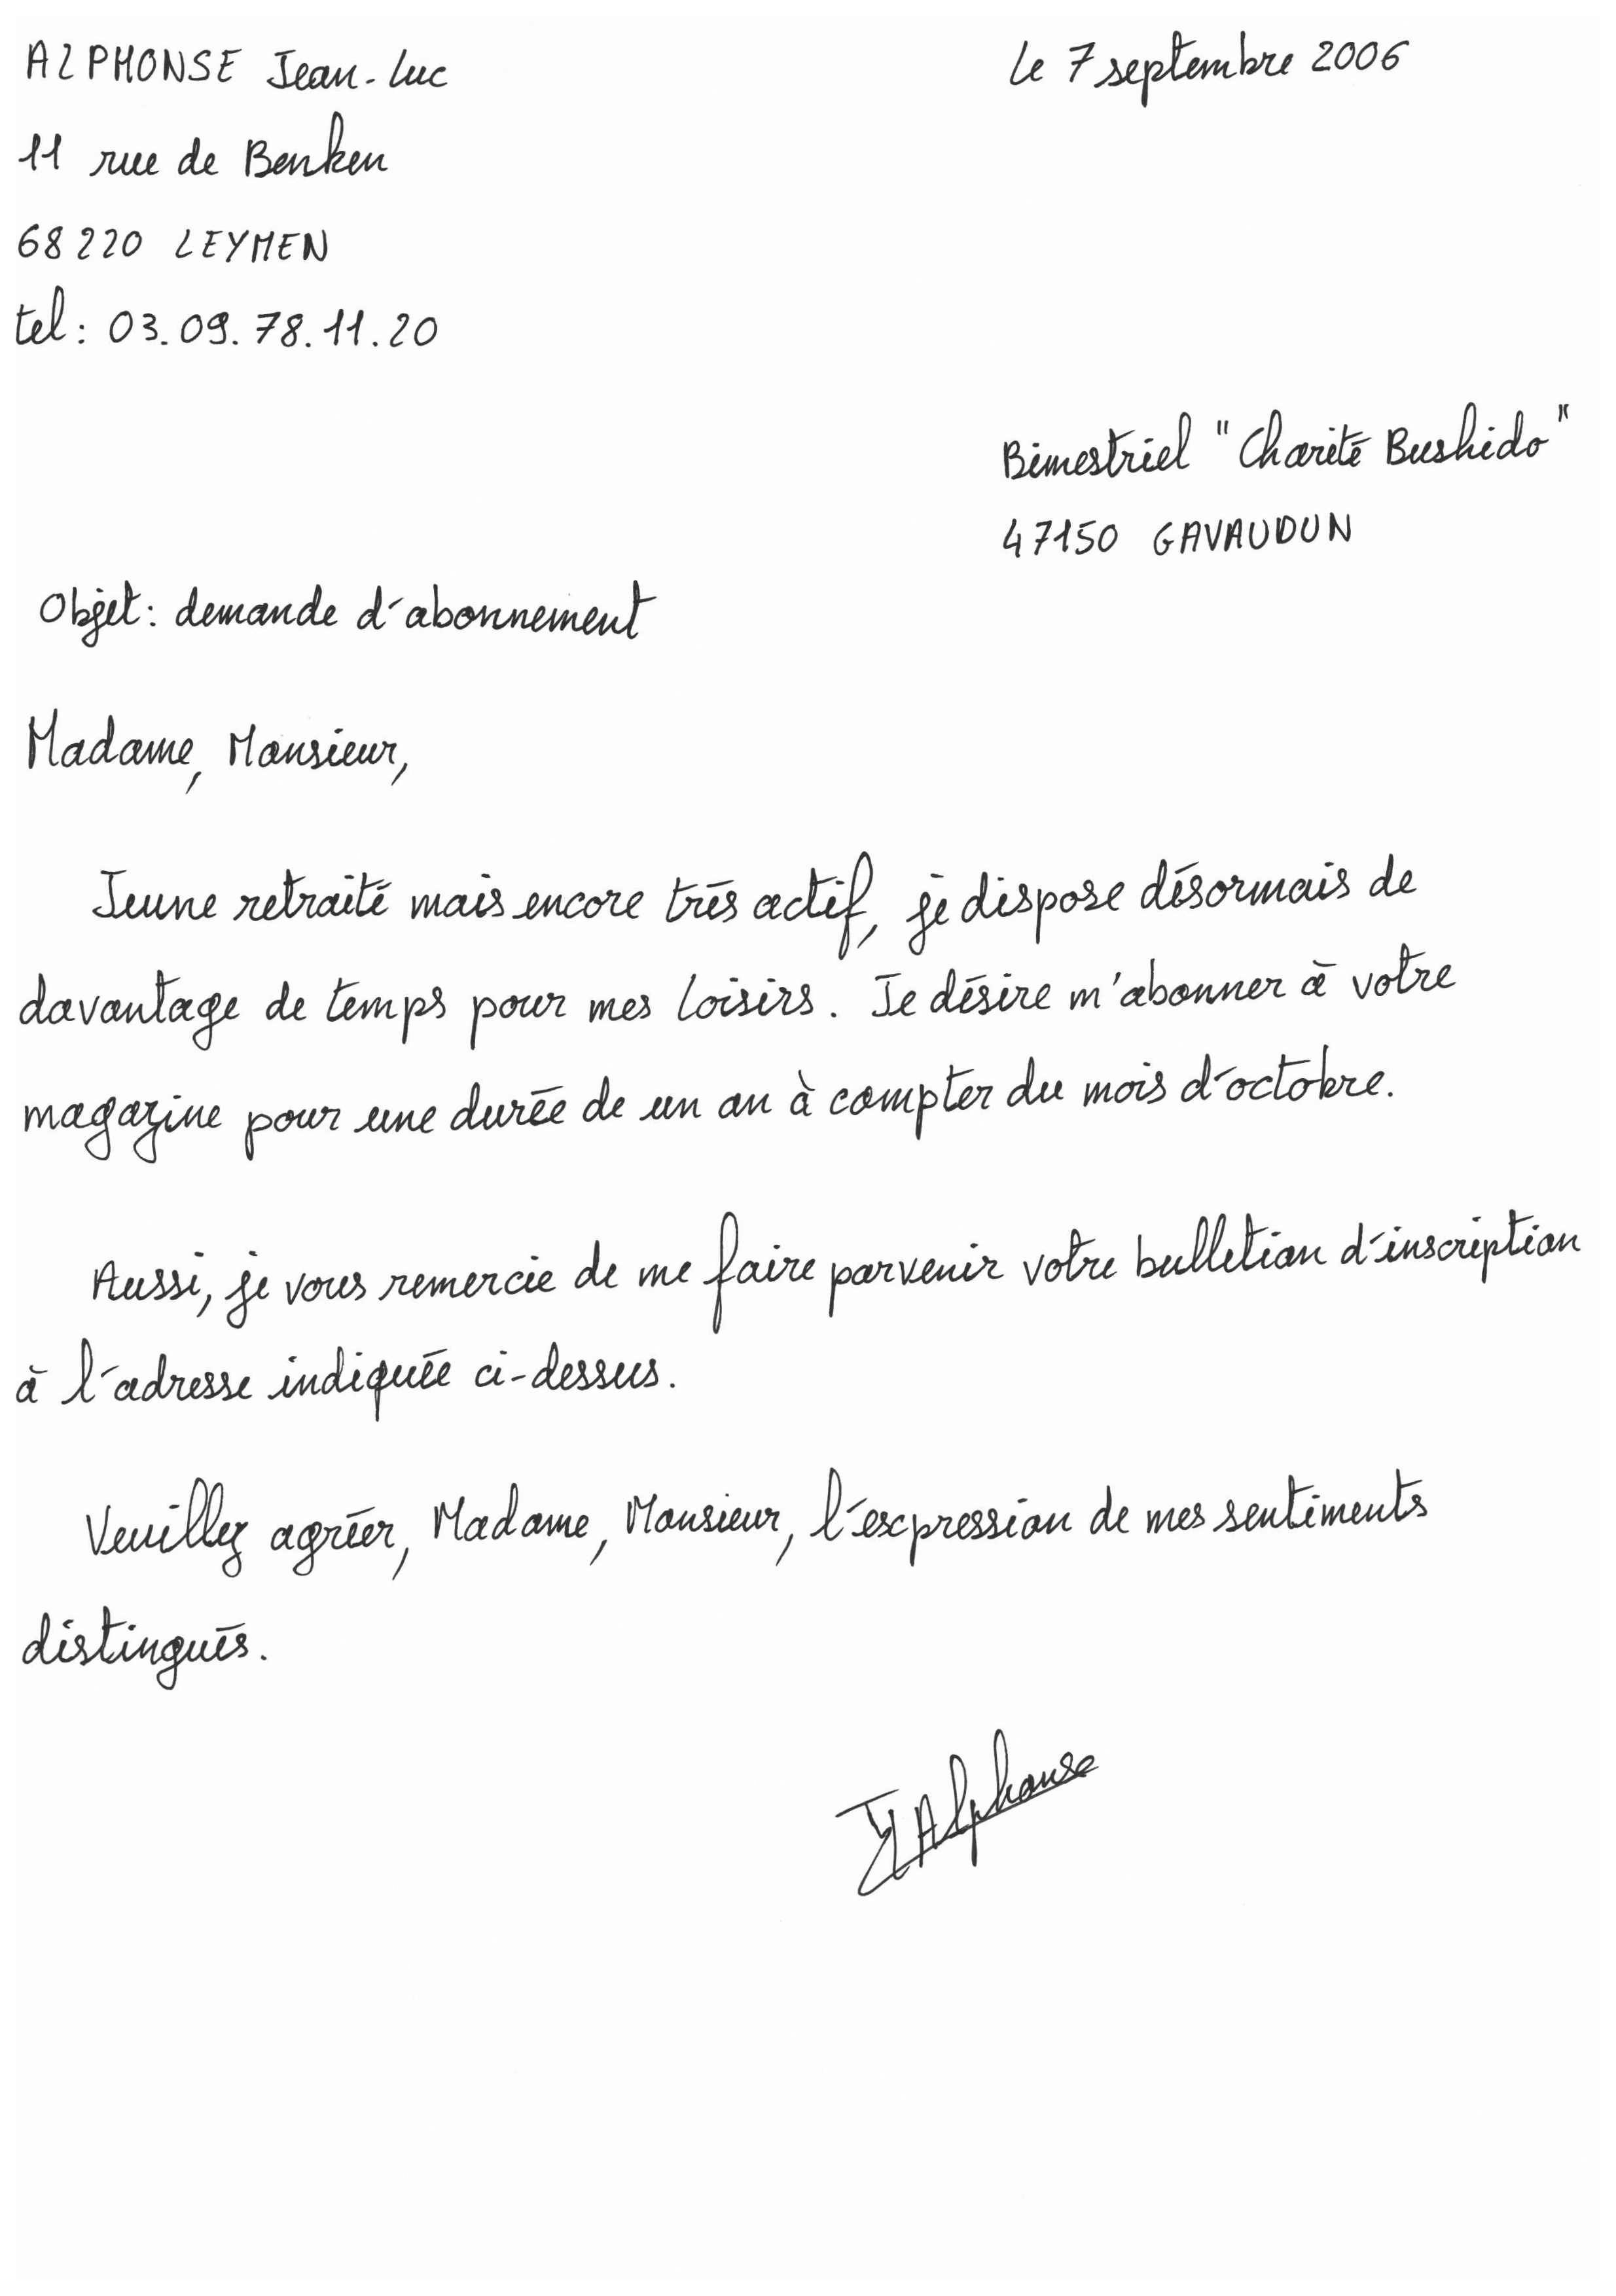 ALPHONSE Jean-Luc
le 7 septembre 2006
11 rue de Benken
68220 LEYMEN
tel : 03.09.78.11.20
Bimestriel "Charité Bushido"
47150 GAVAUDUN
Objet : demande d'abonnement
Madame, Monsieur,
Jeune retraité mais encore très actif, je dispose désormais de
davantage de temps pour mes loisirs. Je désire m'abonner à votre
magazine pour une durée de un an à compter du mois d'octobre.
Aussi, je vous remercie de me faire parvenir votre bulletian d'inscription
à l'adresse indiquée ci-dessus.
Veuillez agréer, Madame, Monsieur, l'expression de mes sentiments
distingués.
JLAlphonse